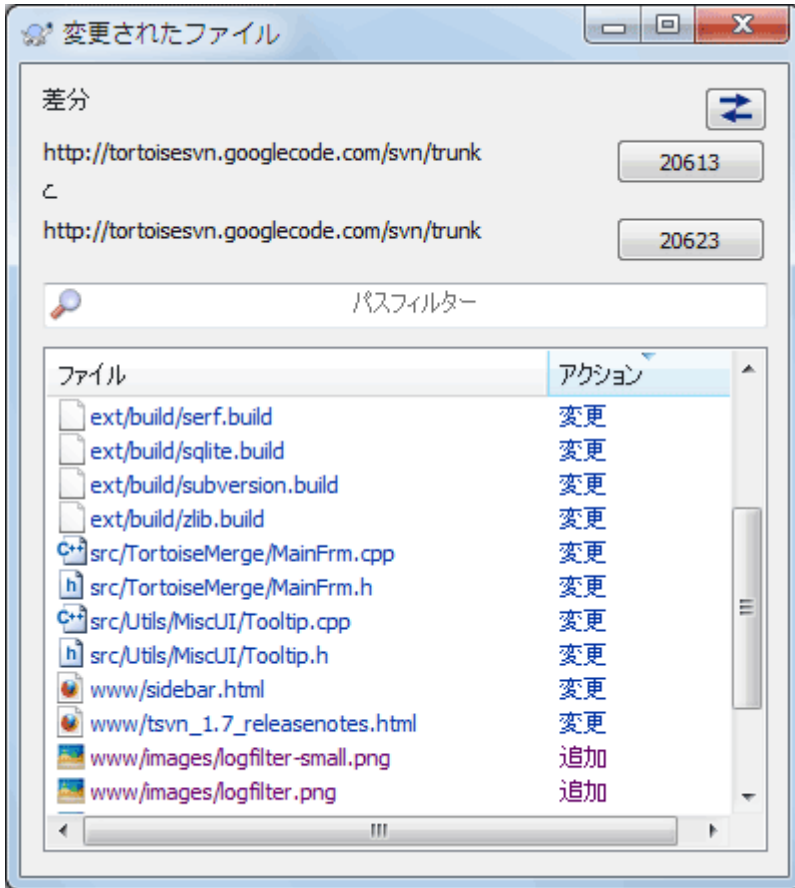 変更されたファイル
差分
http://tortoisesvn.googlecode.com/svn/trunk 20613
と
http://tortoisesvn.googlecode.com/svn/trunk 20623
パスフィルター
ファイル アクション
ext/build/serf.build 変更
ext/build/sqlite.build 変更
ext/build/subversion.build 変更
ext/build/zlib.build 変更
src/TortoiseMerge/MainFrm.cpp 変更
src/TortoiseMerge/MainFrm.h 変更
src/Utils/MiscUI/Tooltip.cpp 変更
src/Utils/MiscUI/Tooltip.h 変更
www/sidebar.html 変更
www/tsvn_1.7_releasenotes.html 変更
www/images/logfilter-small.png 追加
www/images/logfilter.png 追加